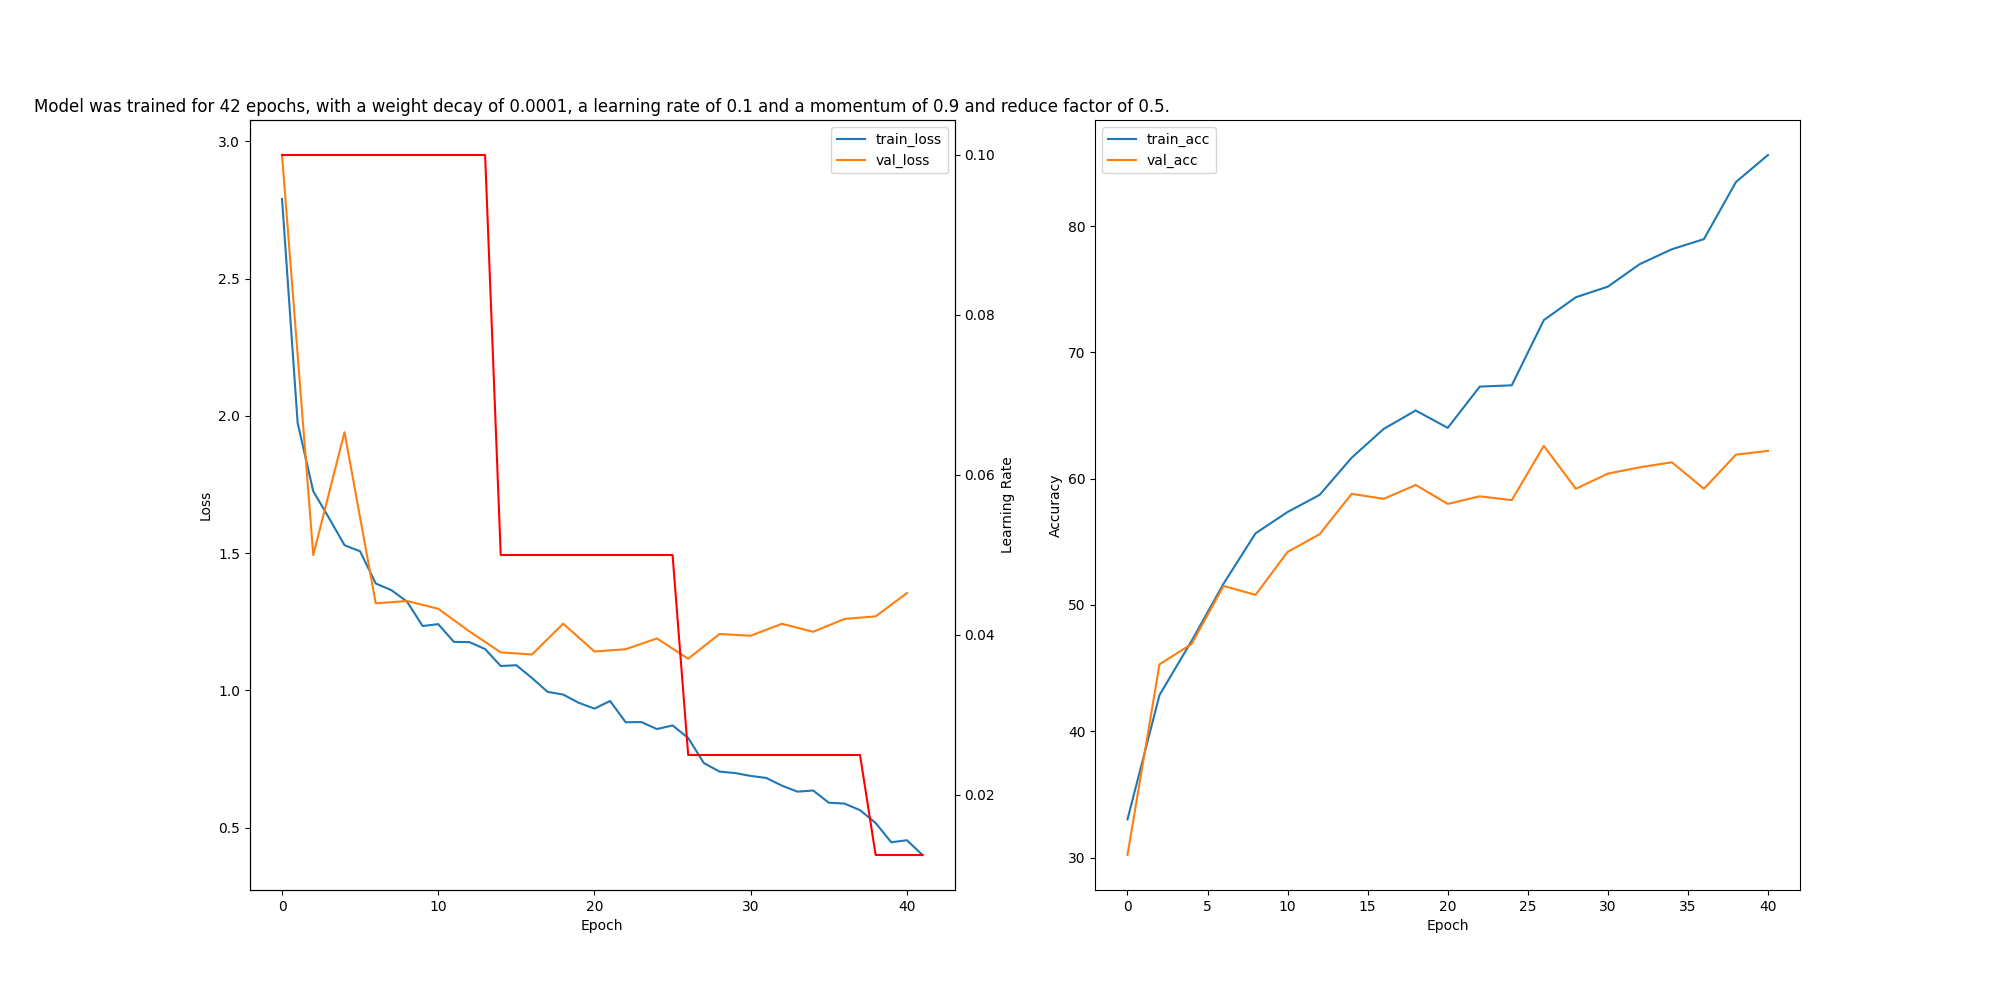 Model was trained for 42 epochs, with a weight decay of 0.0001, a learning rate of 0.1 and a momentum of 0.9 and reduce factor of 0.5.
train_loss
val_loss
3.0
2.5
2.0
1.5
1.0
0.5
Loss
0 10 20 30 40
Epoch
0.10
0.08
0.06
0.04
0.02
Learning Rate
train_acc
val_acc
80
70
60
50
40
30
Accuracy
0 5 10 15 20 25 30 35 40
Epoch